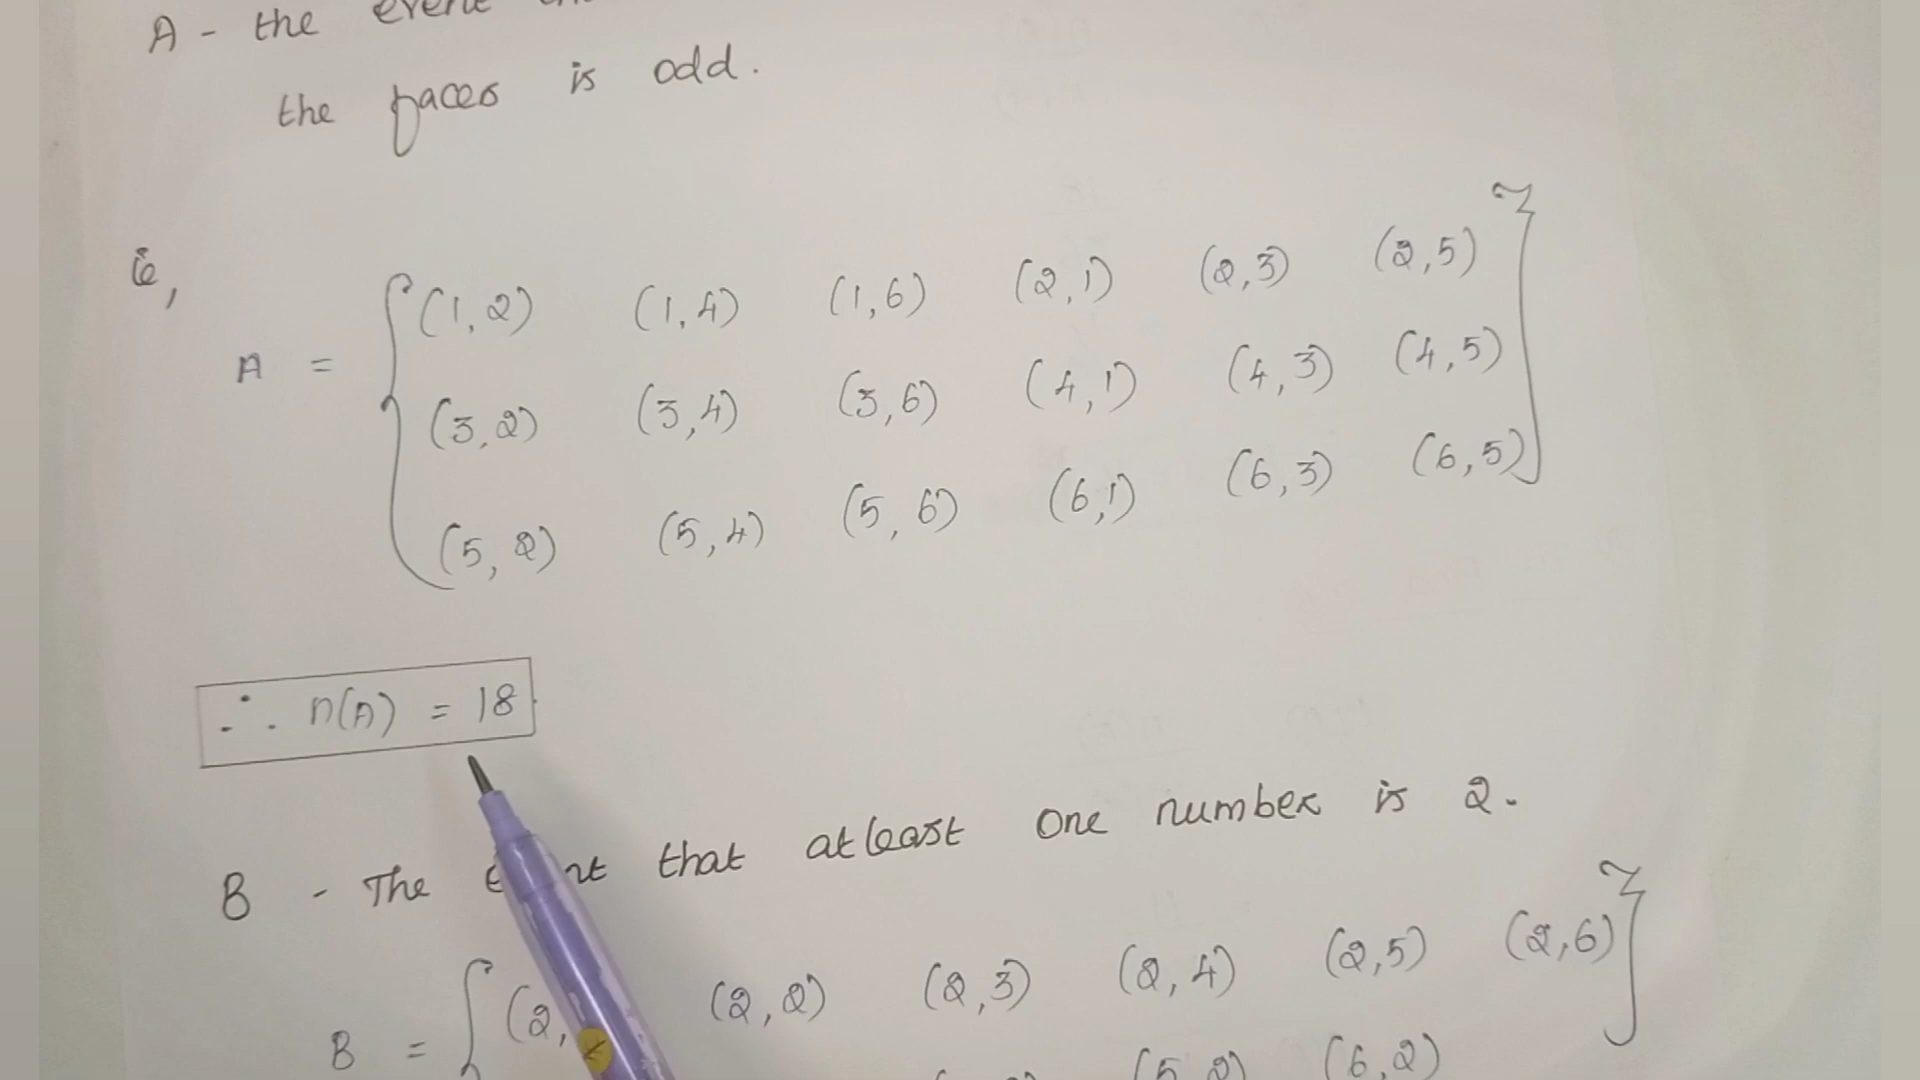 A - the event
the faces is odd.
ie,
A = { (1,2) (1,4) (1,6) (2,1) (2,3) (2,5)
(3,2) (3,4) (3,6) (4,1) (4,3) (4,5)
(5,2) (5,4) (5,6) (6,1) (6,3) (6,5) }
∴ n(A) = 18
B - The that atleast one number is 2.
B = { (2, (2,2) (2,3) (2,4) (2,5) (2,6) }
(5,2) (6,2)